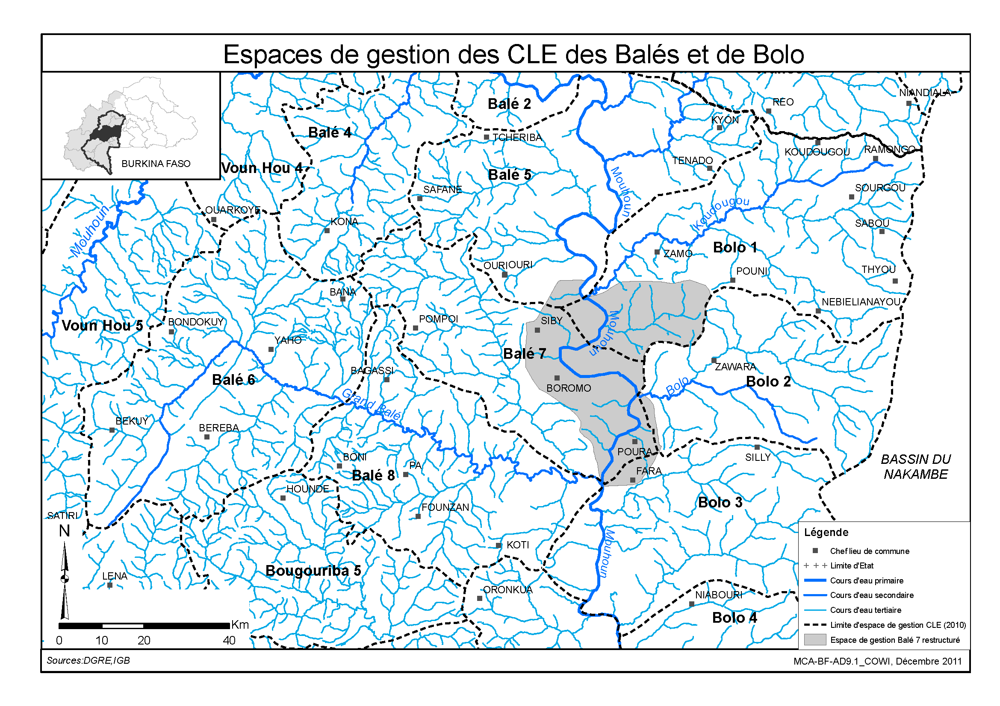 Espaces de gestion des CLE des Balés et de Bolo
BURKINA FASO
NIANDIALA
REO
Balé 2
KYON
Balé 4
TCHERIBA
KOUDOUGOU
RAMONGO
TENADO
Voun Hou 4
Balé 5
Mouhoun
SAFANE
SOURGOU
Koudougou
OUARKOYE
Mouhoun
KONA
SABOU
Bolo 1
ZAMO
OURIOURI
POUNI
THYOU
BANA
NEBIELIANAYOU
Mouhoun
POMPOI
SIBY
Voun Hou 5
BONDOKUY
YAHO
Balé 7
ZAWARA
BAGASSI
Balé 6
Bolo 2
Bolo
BOROMO
Grand Balé
BEKUY
BEREBA
POURA
BONI
SILLY
BASSIN DU
NAKAMBE
PA
FARA
Balé 8
HOUNDE
Bolo 3
FOUNZAN
SATIRI
N
Mouhoun
KOTI
Bougouriba 5
LENA
ORONKUA
NIABOURI
Bolo 4
Légende
Chef lieu de commune
Limite d'Etat
Cours d'eau primaire
Cours d'eau secondaire
Cours d'eau tertiaire
Limite d'espace de gestion CLE (2010)
Espace de gestion Balé 7 restructuré
Km
0 10 20 40
Sources:DGRE,IGB
MCA-BF-AD9.1_COWI, Décembre 2011